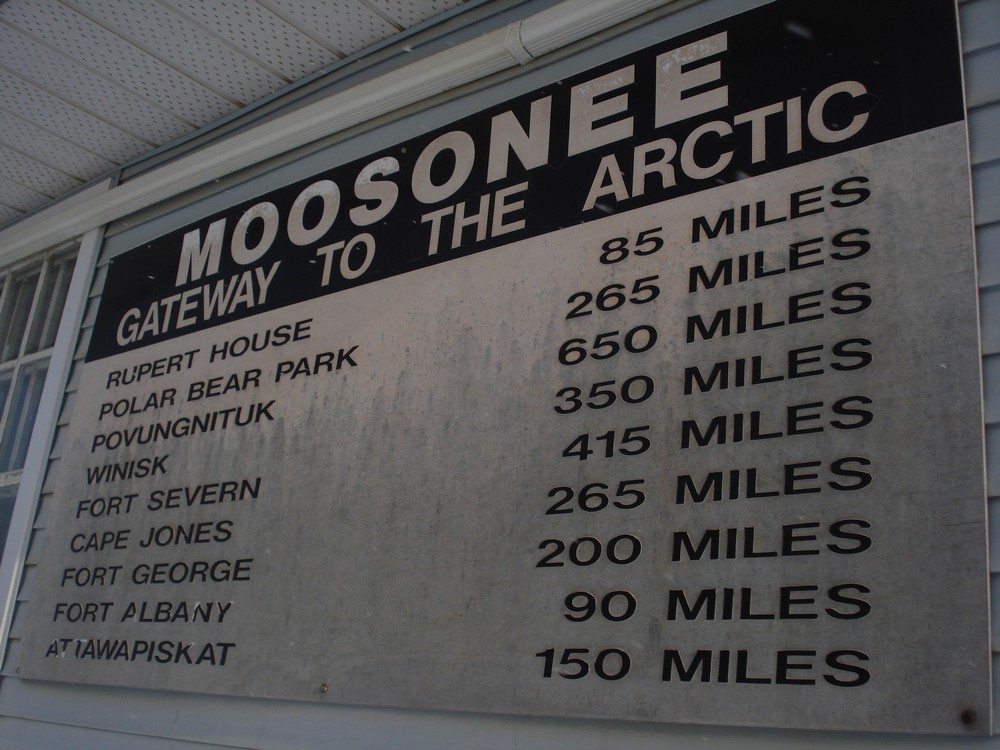 MOOSONEE
GATEWAY TO THE ARCTIC
RUPERT HOUSE 85 MILES
POLAR BEAR PARK 265 MILES
POVUNGNITUK 650 MILES
WINISK 350 MILES
FORT SEVERN 415 MILES
CAPE JONES 265 MILES
FORT GEORGE 200 MILES
FORT ALBANY 90 MILES
ATTAWAPISKAT 150 MILES